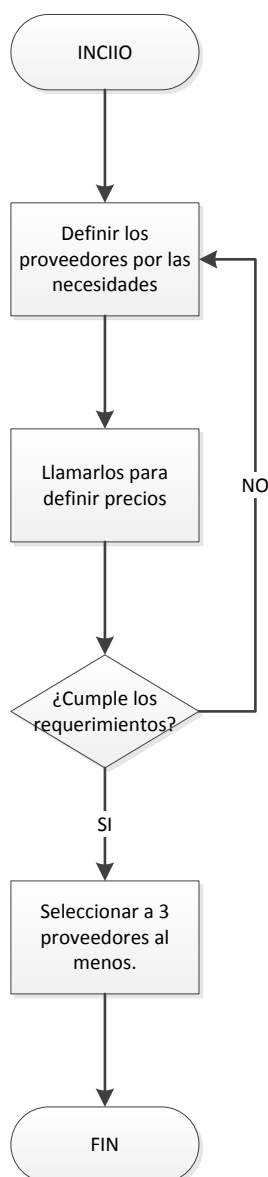 INCIIO
Definir los
proveedores por las
necesidades
Llamarlos para
definir precios
NO
¿Cumple los
requerimientos?
SI
Seleccionar a 3
proveedores al
menos.
FIN